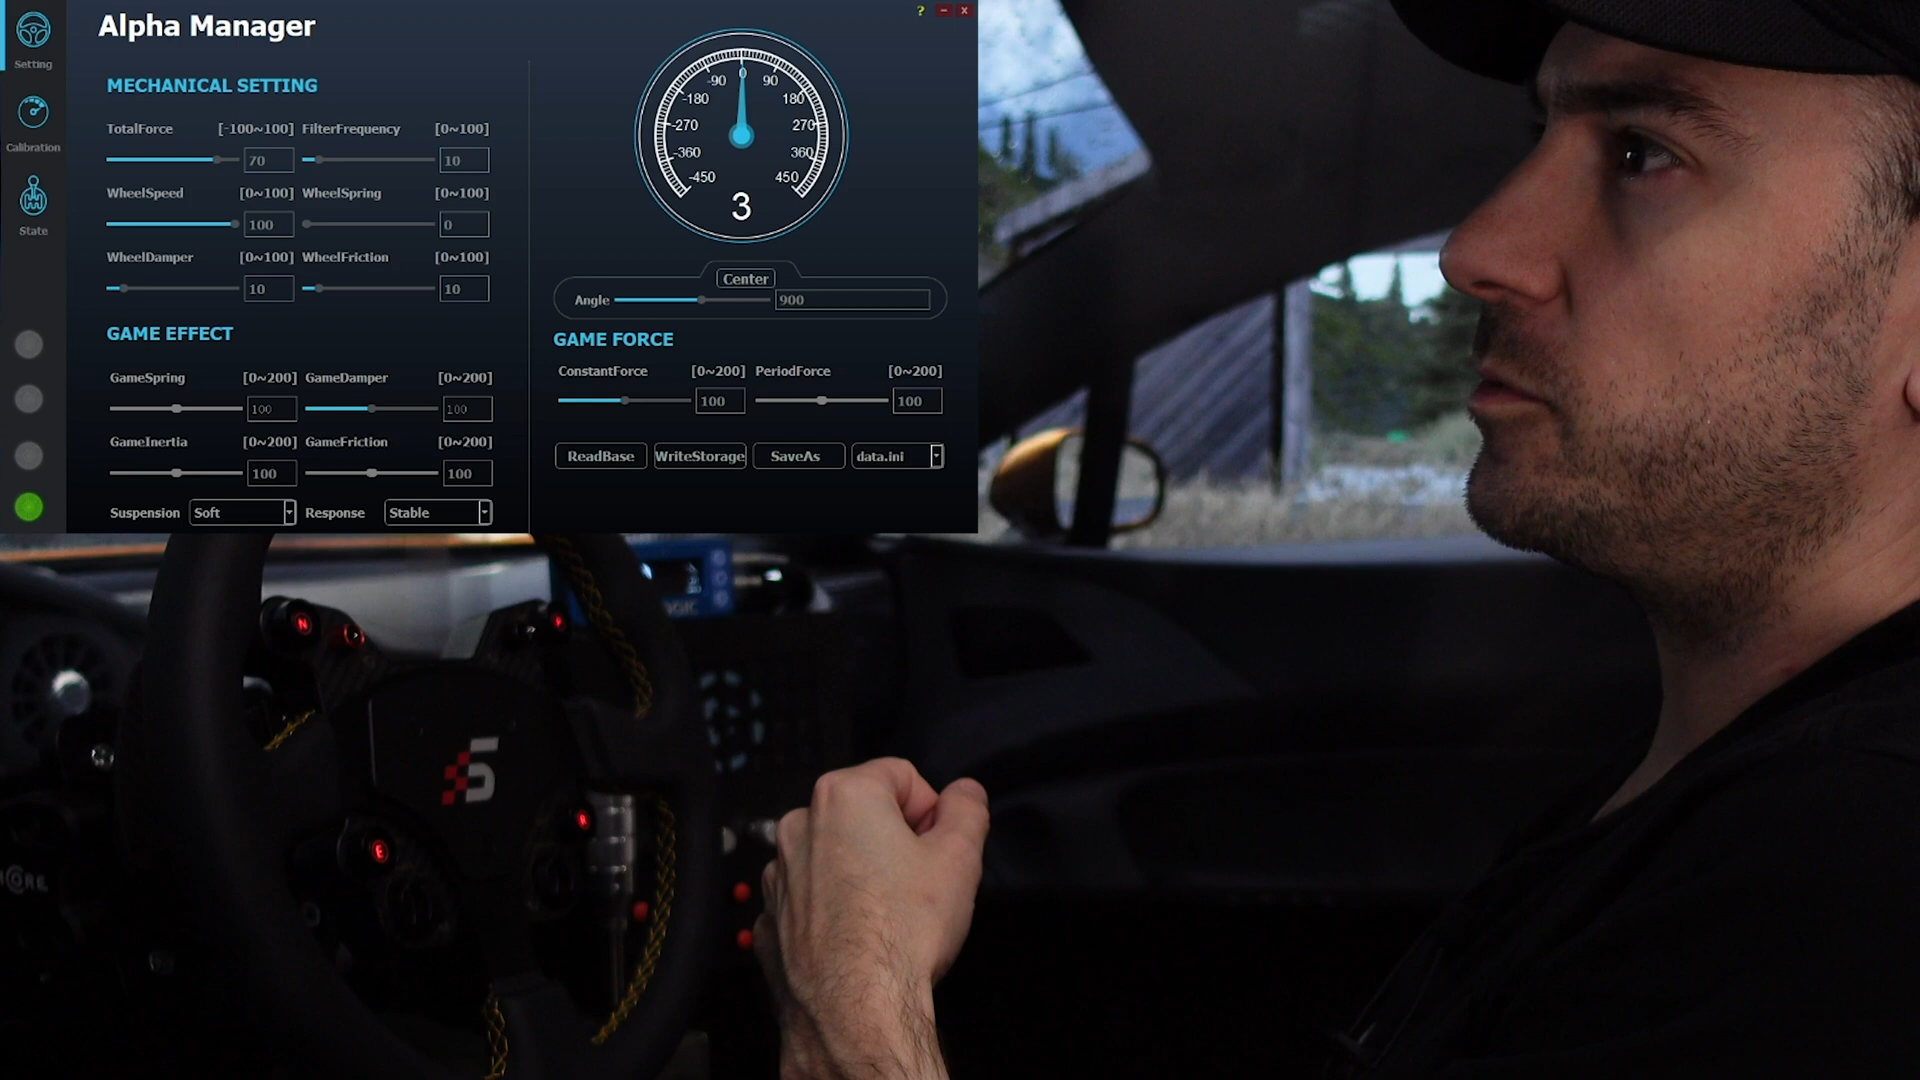 Alpha Manager
? − x
Setting
Calibration
State
MECHANICAL SETTING
TotalForce [-100~100] FilterFrequency [0~100]
70 10
WheelSpeed [0~100] WheelSpring [0~100]
100 0
WheelDamper [0~100] WheelFriction [0~100]
10 10
GAME EFFECT
GameSpring [0~200] GameDamper [0~200]
100 100
GameInertia [0~200] GameFriction [0~200]
100 100
Suspension Soft Response Stable
0
-90 90
-180 180
-270 270
-360 360
-450 450
3
Center
Angle 900
GAME FORCE
ConstantForce [0~200] PeriodForce [0~200]
100 100
ReadBase WriteStorage SaveAs data.ini
N
P
R
E